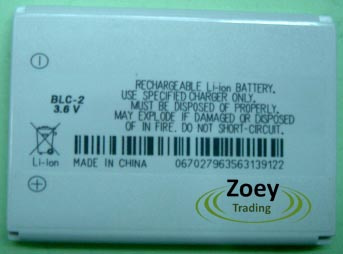 RECHARGEABLE Li-ion BATTERY.
USE SPECIFIED CHARGER ONLY.
MUST BE DISPOSED OF PROPERLY.
MAY EXPLODE IF DAMAGED OR DISPOSED
OF IN FIRE. DO NOT SHORT-CIRCUIT.
BLC-2
3.6 V
Li-ion
MADE IN CHINA
067027963563139122
Zoey
Trading